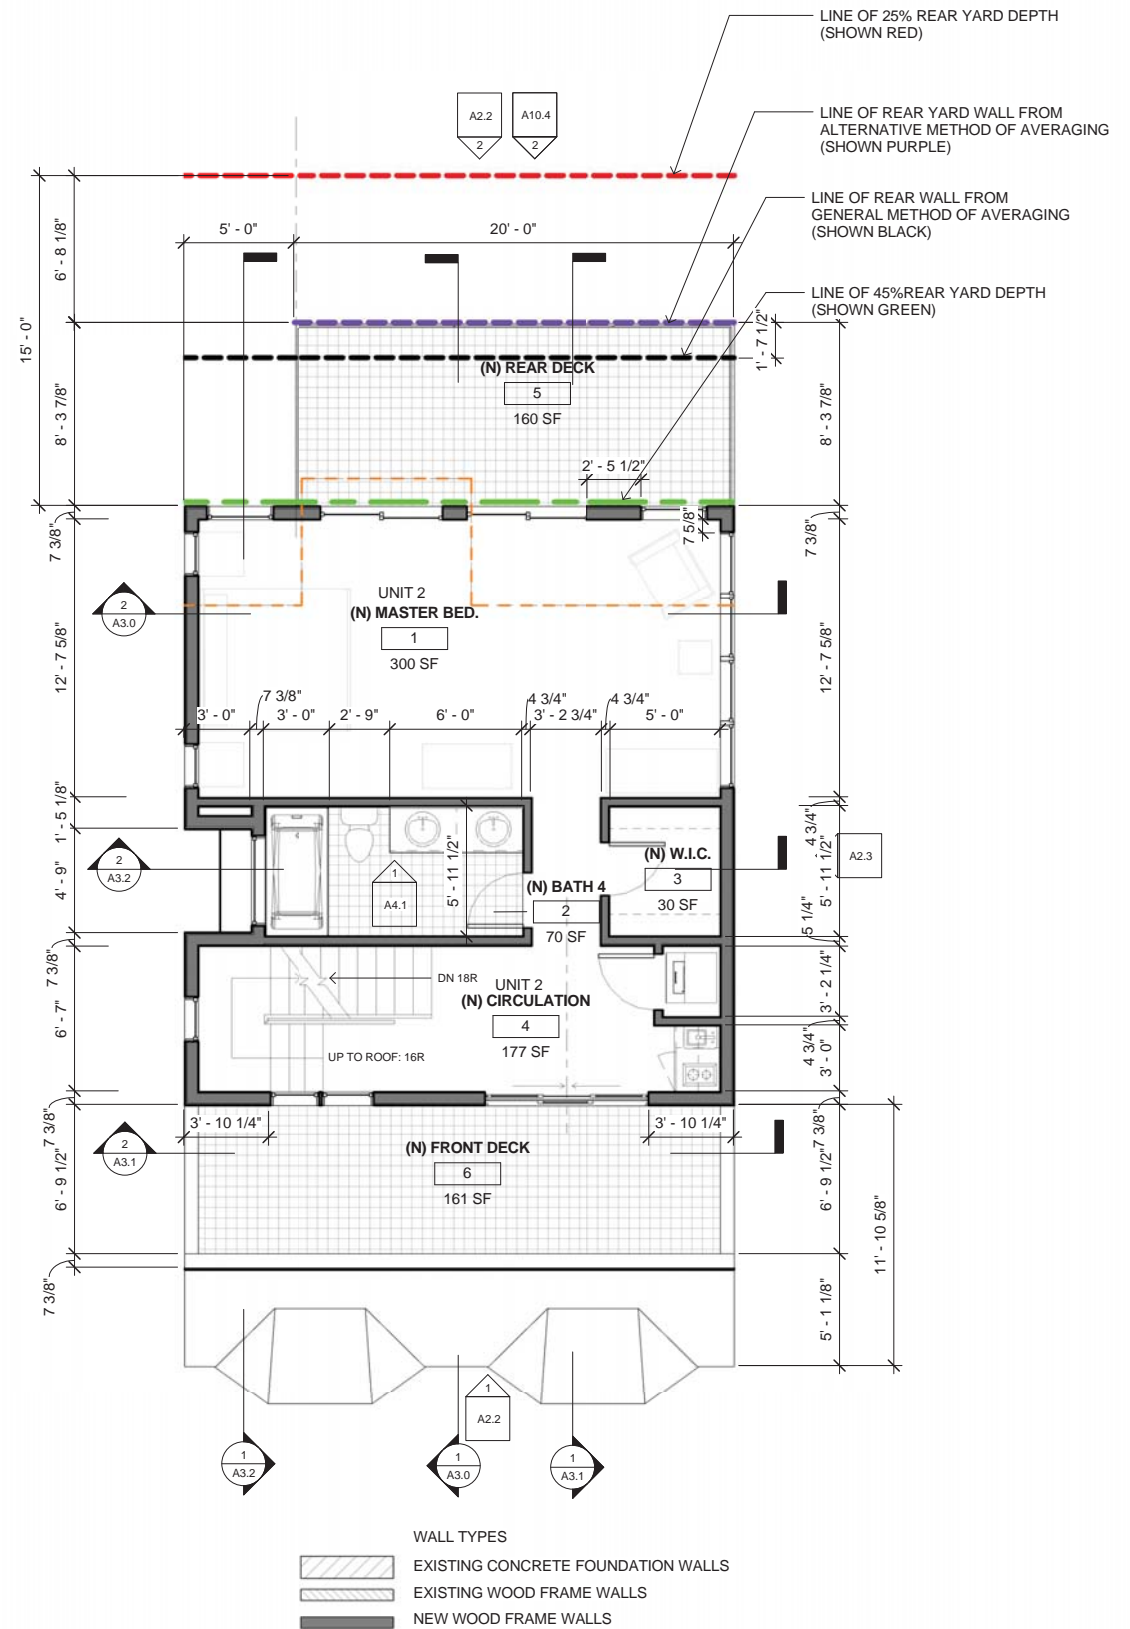 LINE OF 25% REAR YARD DEPTH
(SHOWN RED)
A2.2
2
A10.4
2
LINE OF REAR YARD WALL FROM
ALTERNATIVE METHOD OF AVERAGING
(SHOWN PURPLE)
LINE OF REAR WALL FROM
GENERAL METHOD OF AVERAGING
(SHOWN BLACK)
5' - 0"
20' - 0"
6' - 8 1/8"
LINE OF 45%REAR YARD DEPTH
(SHOWN GREEN)
15' - 0"
1' - 7 1/2"
(N) REAR DECK
5
160 SF
8' - 3 7/8"
8' - 3 7/8"
2' - 5 1/2"
7 3/8"
7 5/8"
7 3/8"
UNIT 2
(N) MASTER BED.
1
300 SF
2
A3.0
12' - 7 5/8"
12' - 7 5/8"
7 3/8"
4 3/4"
4 3/4"
3' - 0"
3' - 0"
2' - 9"
6' - 0"
3' - 2 3/4"
5' - 0"
1' - 5 1/8"
4 3/4"
2
A3.2
4' - 9"
5' - 11 1/2"
1
A4.1
(N) W.I.C.
3
30 SF
5' - 11 1/2"
A2.3
(N) BATH 4
2
70 SF
5 1/4"
7 3/8"
DN 18R
UNIT 2
(N) CIRCULATION
4
177 SF
3' - 2 1/4"
6' - 7"
UP TO ROOF: 16R
4 3/4"
3' - 0"
3' - 10 1/4"
3' - 10 1/4"
7 3/8"
7 3/8"
2
A3.1
(N) FRONT DECK
6
161 SF
6' - 9 1/2"
6' - 9 1/2"
11' - 10 5/8"
7 3/8"
5' - 1 1/8"
1
A2.2
1
A3.2
1
A3.0
1
A3.1
WALL TYPES
EXISTING CONCRETE FOUNDATION WALLS
EXISTING WOOD FRAME WALLS
NEW WOOD FRAME WALLS